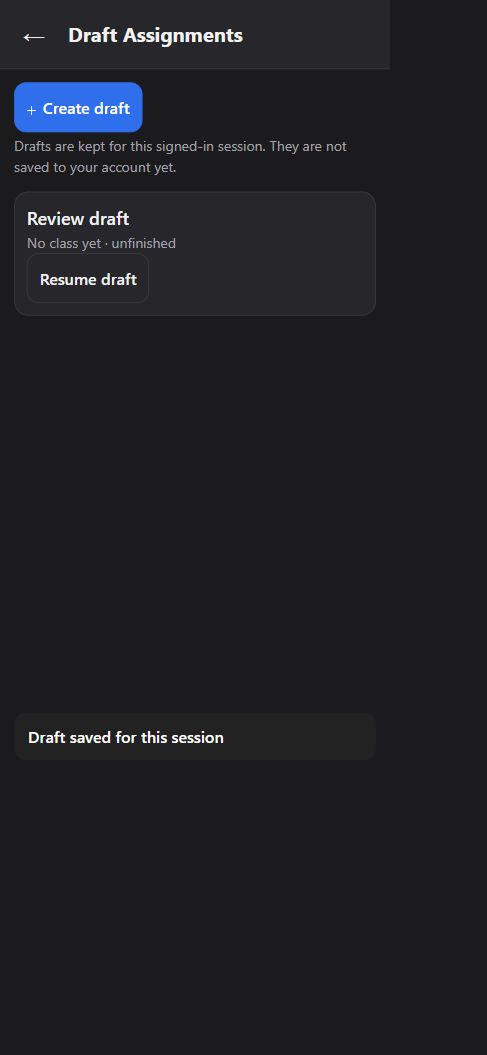 ← Draft Assignments
+ Create draft
Drafts are kept for this signed-in session. They are not
saved to your account yet.
Review draft
No class yet · unfinished
Resume draft
Draft saved for this session